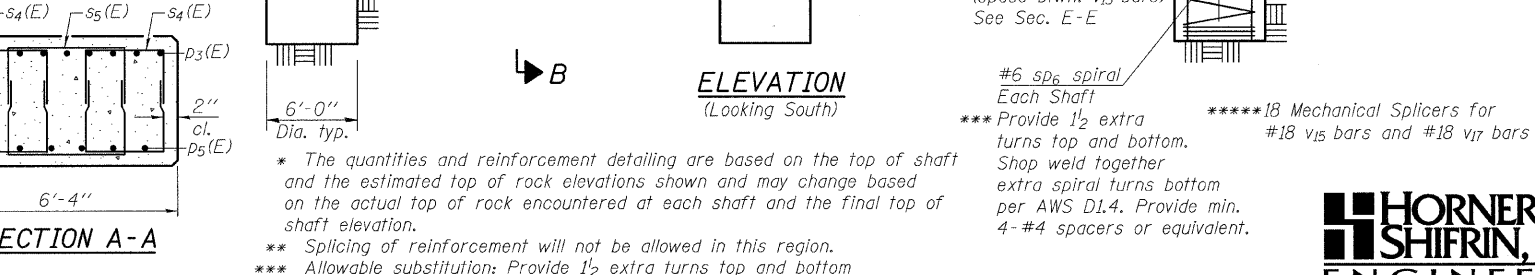 s4(E) s5(E) s4(E)
p3(E)
2"
cl.
p5(E)
6'-4"
ECTION A-A
6'-0"
Dia. typ.
B
ELEVATION
(Looking South)
See Sec. E-E
#6 sp6 spiral
Each Shaft
*** Provide 1½ extra
turns top and bottom.
Shop weld together
extra spiral turns bottom
per AWS D1.4. Provide min.
4-#4 spacers or equivalent.
*****18 Mechanical Splicers for
#18 v15 bars and #18 v17 bars
* The quantities and reinforcement detailing are based on the top of shaft
and the estimated top of rock elevations shown and may change based
on the actual top of rock encountered at each shaft and the final top of
shaft elevation.
** Splicing of reinforcement will not be allowed in this region.
*** Allowable substitution: Provide 1½ extra turns top and bottom
HORNER
SHIFRIN,